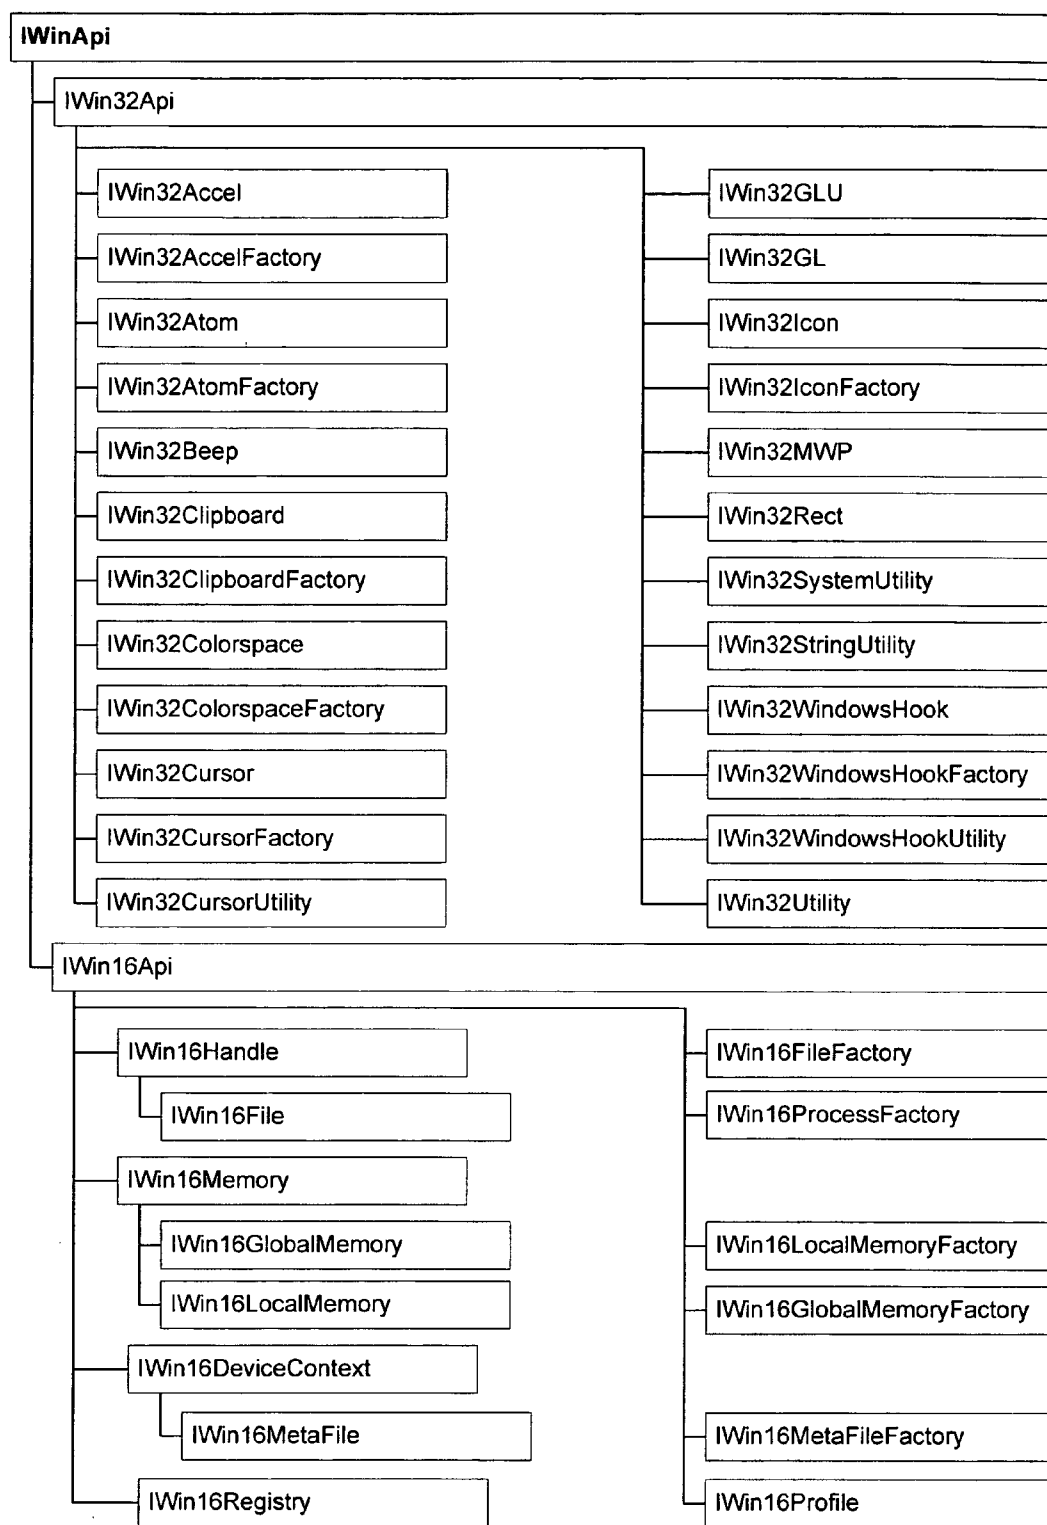 IWinApi
IWin32Api
IWin32Accel
IWin32AccelFactory
IWin32Atom
IWin32AtomFactory
IWin32Beep
IWin32Clipboard
IWin32ClipboardFactory
IWin32Colorspace
IWin32ColorspaceFactory
IWin32Cursor
IWin32CursorFactory
IWin32CursorUtility
IWin32GLU
IWin32GL
IWin32Icon
IWin32IconFactory
IWin32MWP
IWin32Rect
IWin32SystemUtility
IWin32StringUtility
IWin32WindowsHook
IWin32WindowsHookFactory
IWin32WindowsHookUtility
IWin32Utility
IWin16Api
IWin16Handle
IWin16File
IWin16Memory
IWin16GlobalMemory
IWin16LocalMemory
IWin16DeviceContext
IWin16MetaFile
IWin16Registry
IWin16FileFactory
IWin16ProcessFactory
IWin16LocalMemoryFactory
IWin16GlobalMemoryFactory
IWin16MetaFileFactory
IWin16Profile